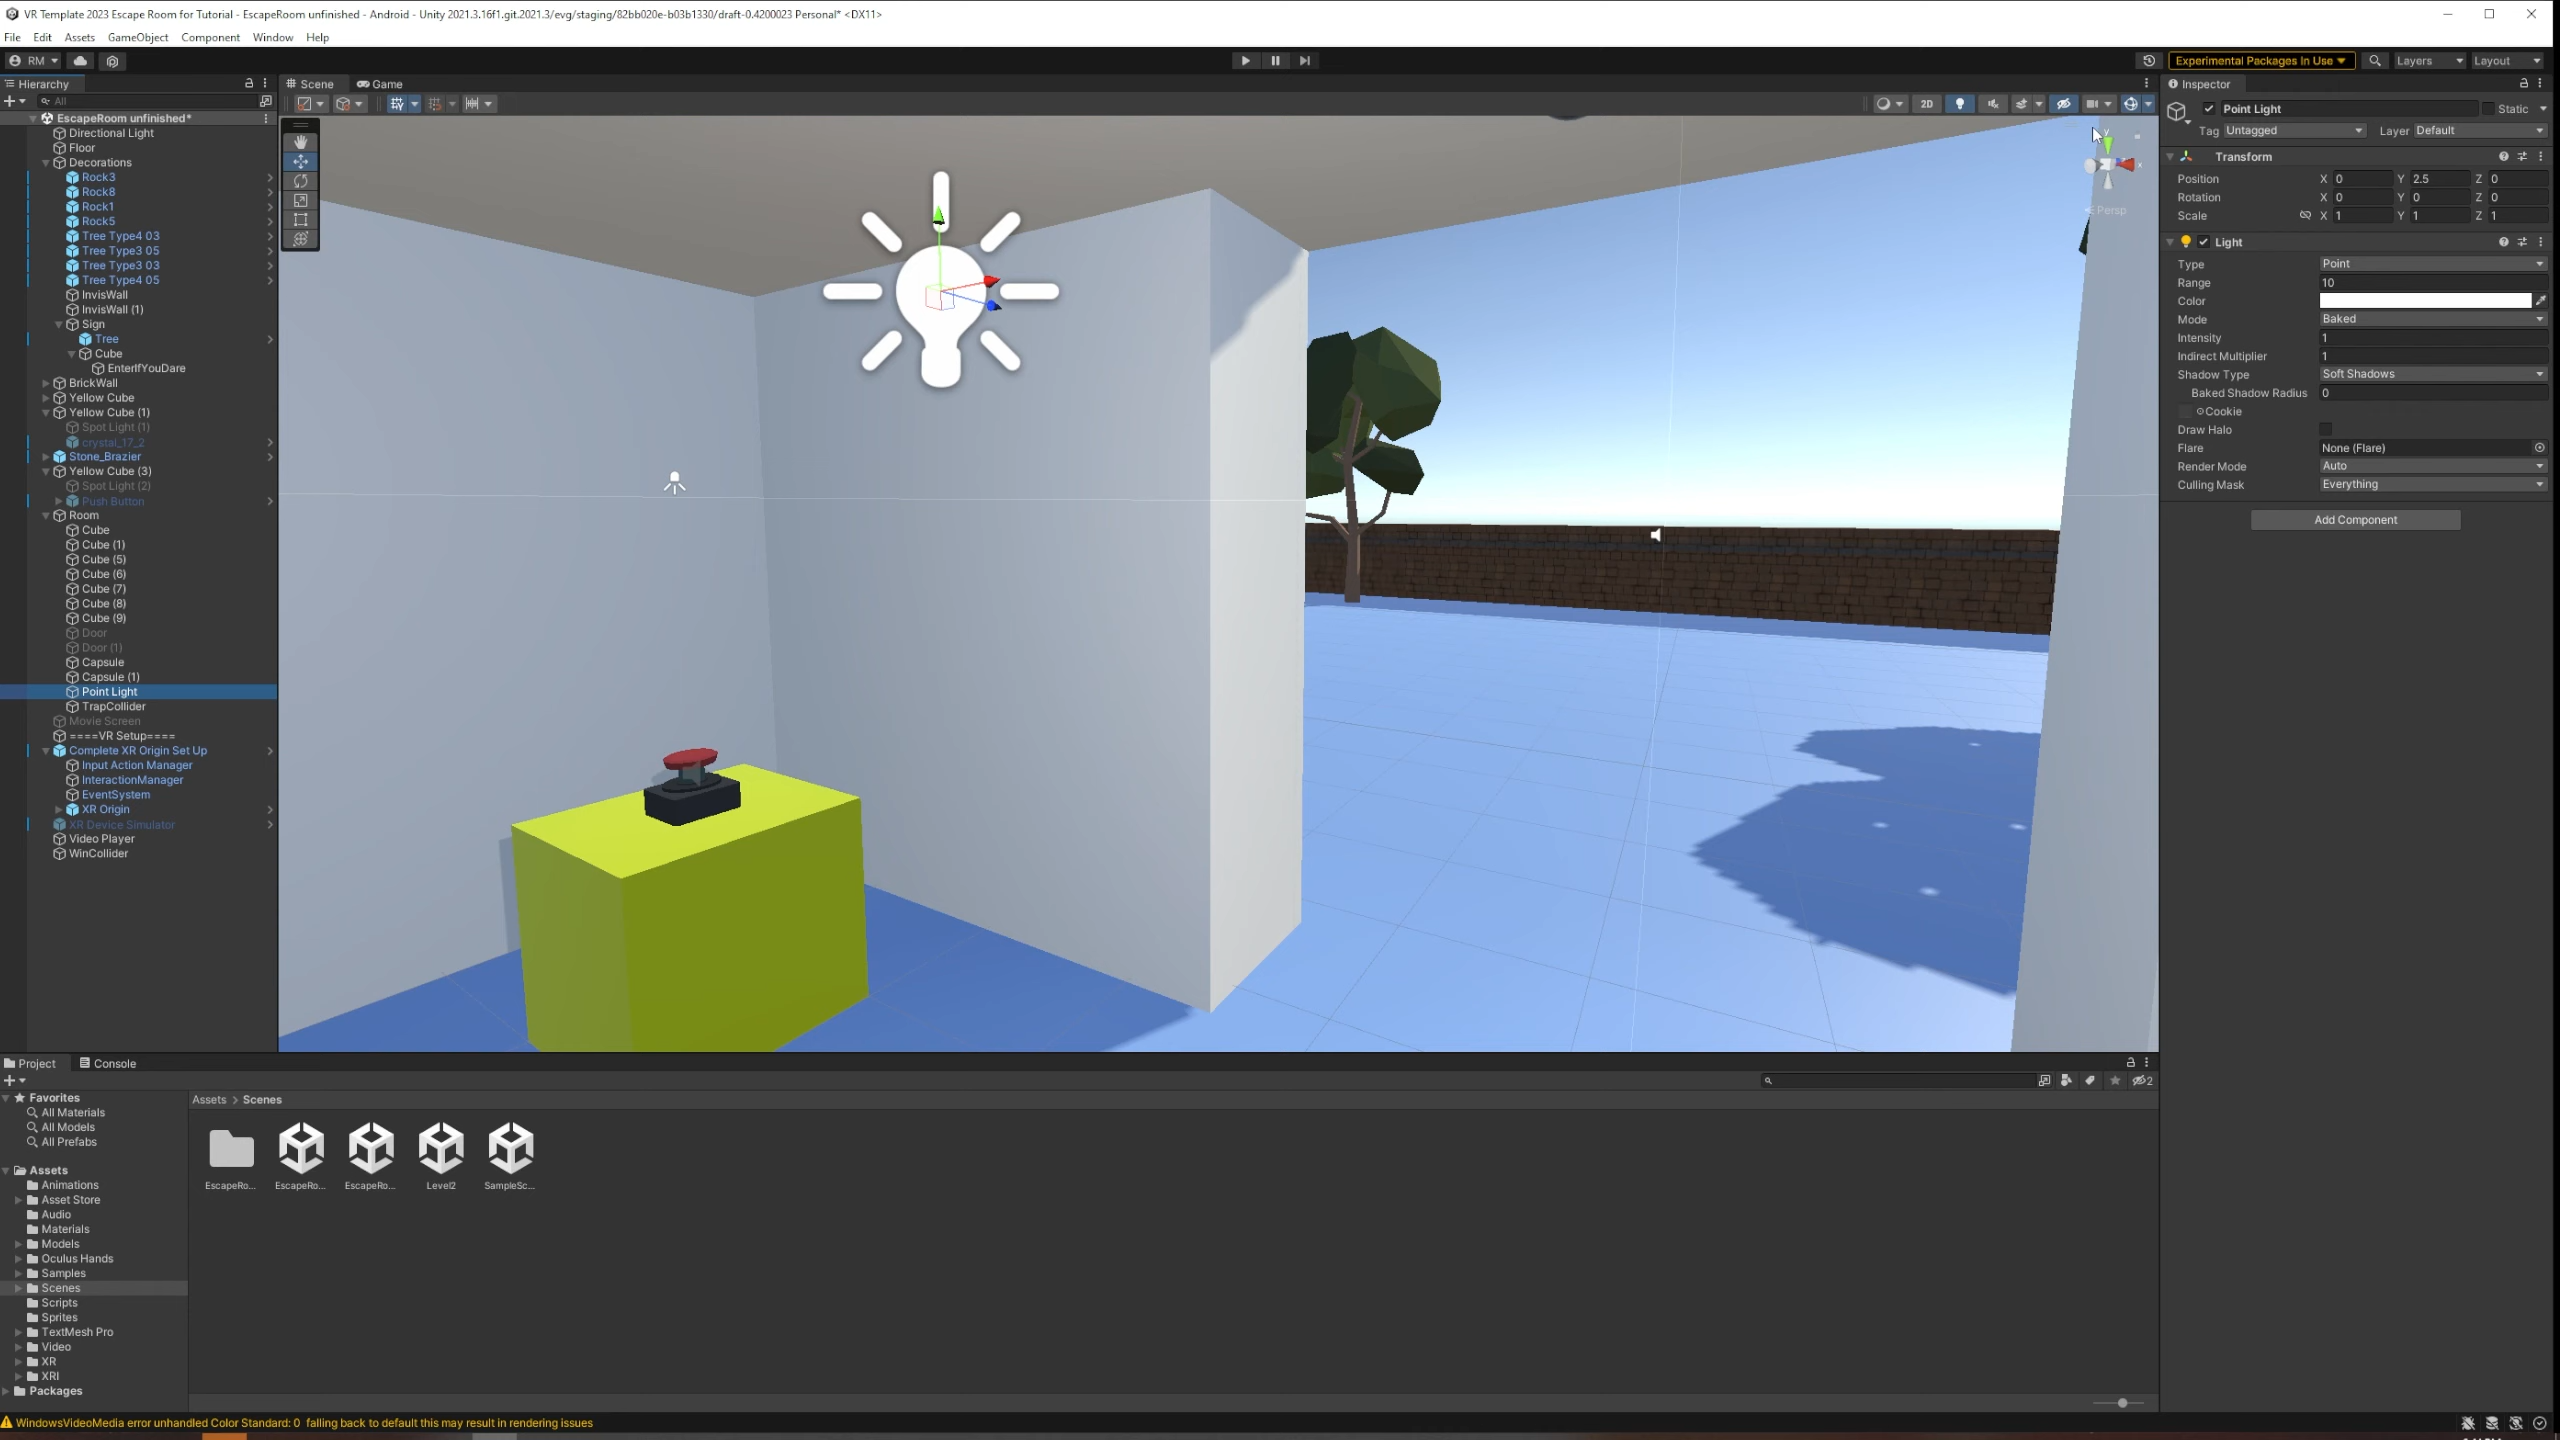 VR Template 2023 Escape Room for Tutorial - EscapeRoom unfinished - Android - Unity 2021.3.16f1.git.2021.3/evg/staging/82bb020e-b03b1330/draft-0.4200023 Personal* <DX11>
File Edit Assets GameObject Component Window Help
RM Experimental Packages In Use Layers Layout
Hierarchy
All
EscapeRoom unfinished*
Directional Light
Floor
Decorations
Rock3
Rock8
Rock1
Rock5
Tree Type4 03
Tree Type3 05
Tree Type3 03
Tree Type4 05
InvisWall
InvisWall (1)
Sign
Tree
Cube
EnterIfYouDare
BrickWall
Yellow Cube
Yellow Cube (1)
Spot Light (1)
crystal_17_2
Stone_Brazier
Yellow Cube (3)
Spot Light (2)
Push Button
Room
Cube
Cube (1)
Cube (5)
Cube (6)
Cube (7)
Cube (8)
Cube (9)
Door
Door (1)
Capsule
Capsule (1)
Point Light
TrapCollider
Movie Screen
====VR Setup====
Complete XR Origin Set Up
Input Action Manager
InteractionManager
EventSystem
XR Origin
XR Device Simulator
Video Player
WinCollider
Scene Game
2D
y
x
Persp
Inspector
Point Light Static
Tag Untagged Layer Default
Transform
Position X 0 Y 2.5 Z 0
Rotation X 0 Y 0 Z 0
Scale X 1 Y 1 Z 1
Light
Type Point
Range 10
Color
Mode Baked
Intensity 1
Indirect Multiplier 1
Shadow Type Soft Shadows
Baked Shadow Radius 0
Cookie
Draw Halo
Flare None (Flare)
Render Mode Auto
Culling Mask Everything
Add Component
Project Console
2
Favorites
All Materials
All Models
All Prefabs
Assets
Animations
Asset Store
Audio
Materials
Models
Oculus Hands
Samples
Scenes
Scripts
Sprites
TextMesh Pro
Video
XR
XRI
Packages
Assets > Scenes
EscapeRo... EscapeRo... EscapeRo... Level2 SampleSc...
WindowsVideoMedia error unhandled Color Standard: 0 falling back to default this may result in rendering issues